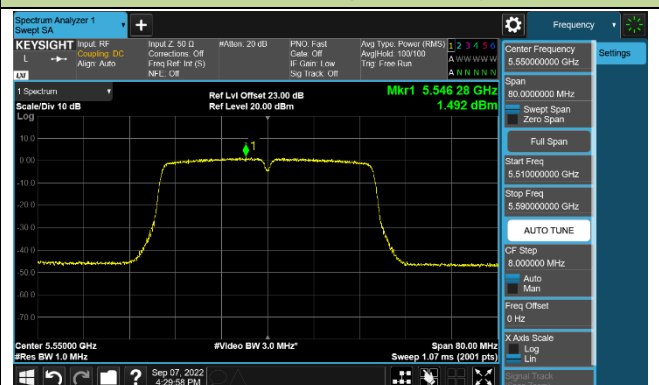 Spectrum Analyzer 1
Swept SA
Frequency
KEYSIGHT
L
LXI
Input: RF
Coupling: DC
Align: Auto
Input Z: 50 Ω
Corrections: Off
Freq Ref: Int (S)
NFE: Off
#Atten: 20 dB
PNO: Fast
Gate: Off
IF Gain: Low
Sig Track: Off
Avg Type: Power (RMS)
Avg|Hold: 100/100
Trig: Free Run
1 2 3 4 5 6
A W W W W W
A N N N N N
1 Spectrum
Scale/Div 10 dB
Log
Ref Lvl Offset 23.00 dB
Ref Level 20.00 dBm
Mkr1 5.546 28 GHz
1.492 dBm
10.0
0.00
-10.0
-20.0
-30.0
-40.0
-50.0
-60.0
-70.0
1
Center 5.55000 GHz
#Res BW 1.0 MHz
#Video BW 3.0 MHz*
Span 80.00 MHz
Sweep 1.07 ms (2001 pts)
Sep 07, 2022
4:29:58 PM
Center Frequency
5.550000000 GHz
Settings
Span
80.0000000 MHz
Swept Span
Zero Span
Full Span
Start Freq
5.510000000 GHz
Stop Freq
5.590000000 GHz
AUTO TUNE
CF Step
8.000000 MHz
Auto
Man
Freq Offset
0 Hz
X Axis Scale
Log
Lin
Signal Track